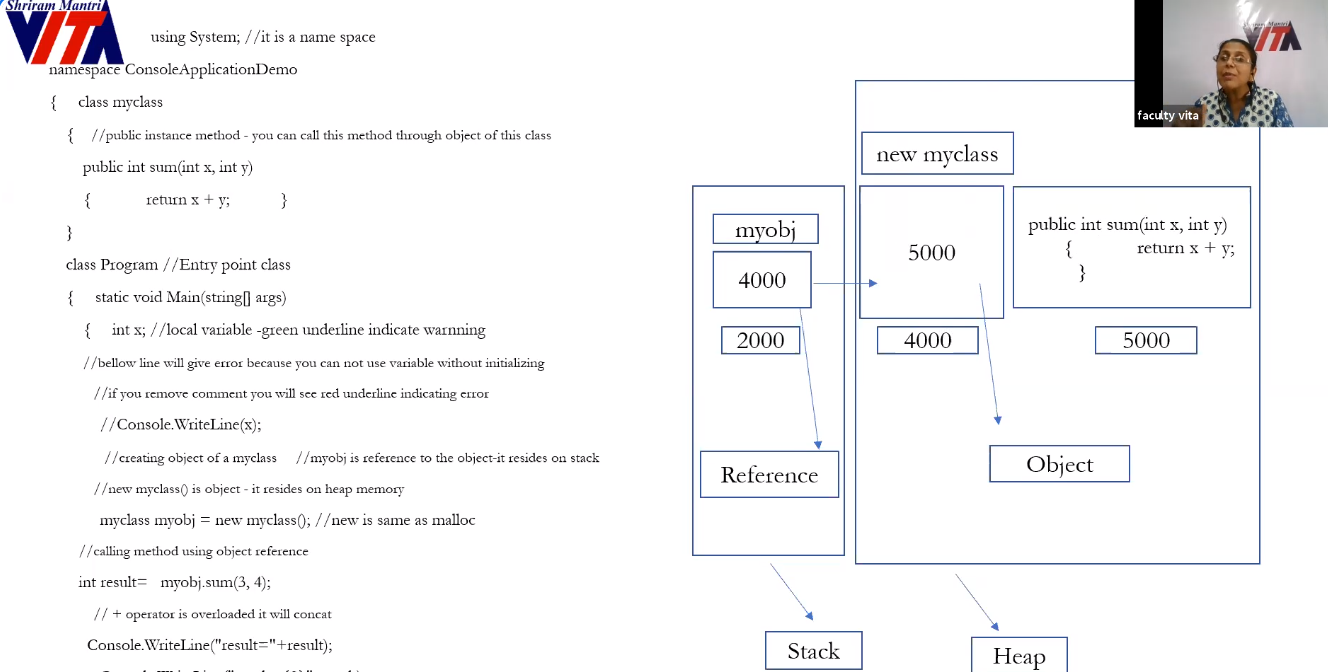 Shriram Mantri
VITA
using System; //it is a name space
namespace ConsoleApplicationDemo
{ class myclass
{ //public instance method - you can call this method through object of this class
public int sum(int x, int y)
{ return x + y; }
}
class Program //Entry point class
{ static void Main(string[] args)
{ int x; //local variable -green underline indicate warnning
//bellow line will give error because you can not use variable without initializing
//if you remove comment you will see red underline indicating error
//Console.WriteLine(x);
//creating object of a myclass //myobj is reference to the object-it resides on stack
//new myclass() is object - it resides on heap memory
myclass myobj = new myclass(); //new is same as malloc
//calling method using object reference
int result= myobj.sum(3, 4);
// + operator is overloaded it will concat
Console.WriteLine("result="+result);
myobj
4000
2000
Reference
Stack
new myclass
5000
4000
public int sum(int x, int y)
{ return x + y;
}
5000
Object
Heap
VITA
faculty vita